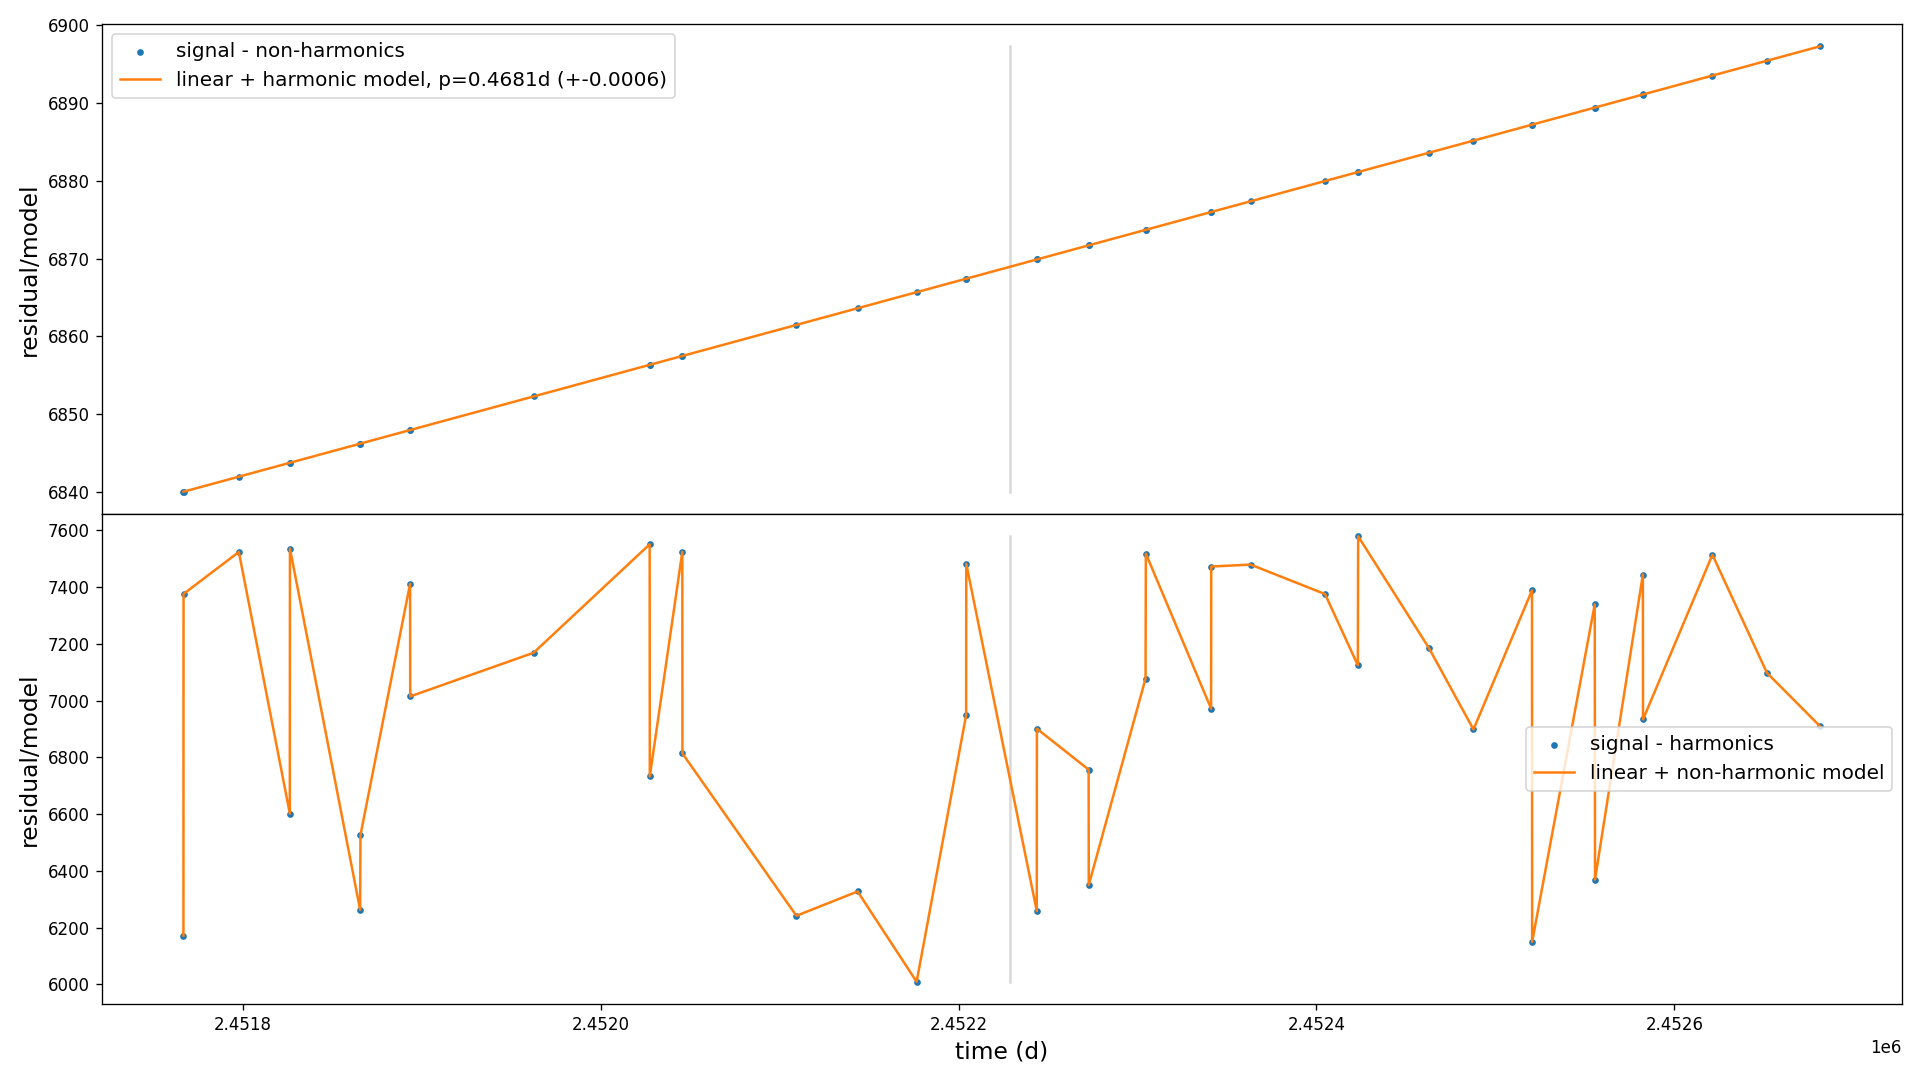 6900
6890
6880
6870
6860
6850
6840
residual/model
signal - non-harmonics
linear + harmonic model, p=0.4681d (+-0.0006)
7600
7400
7200
7000
6800
6600
6400
6200
6000
residual/model
signal - harmonics
linear + non-harmonic model
2.4518 2.4520 2.4522 2.4524 2.4526
time (d)
1e6